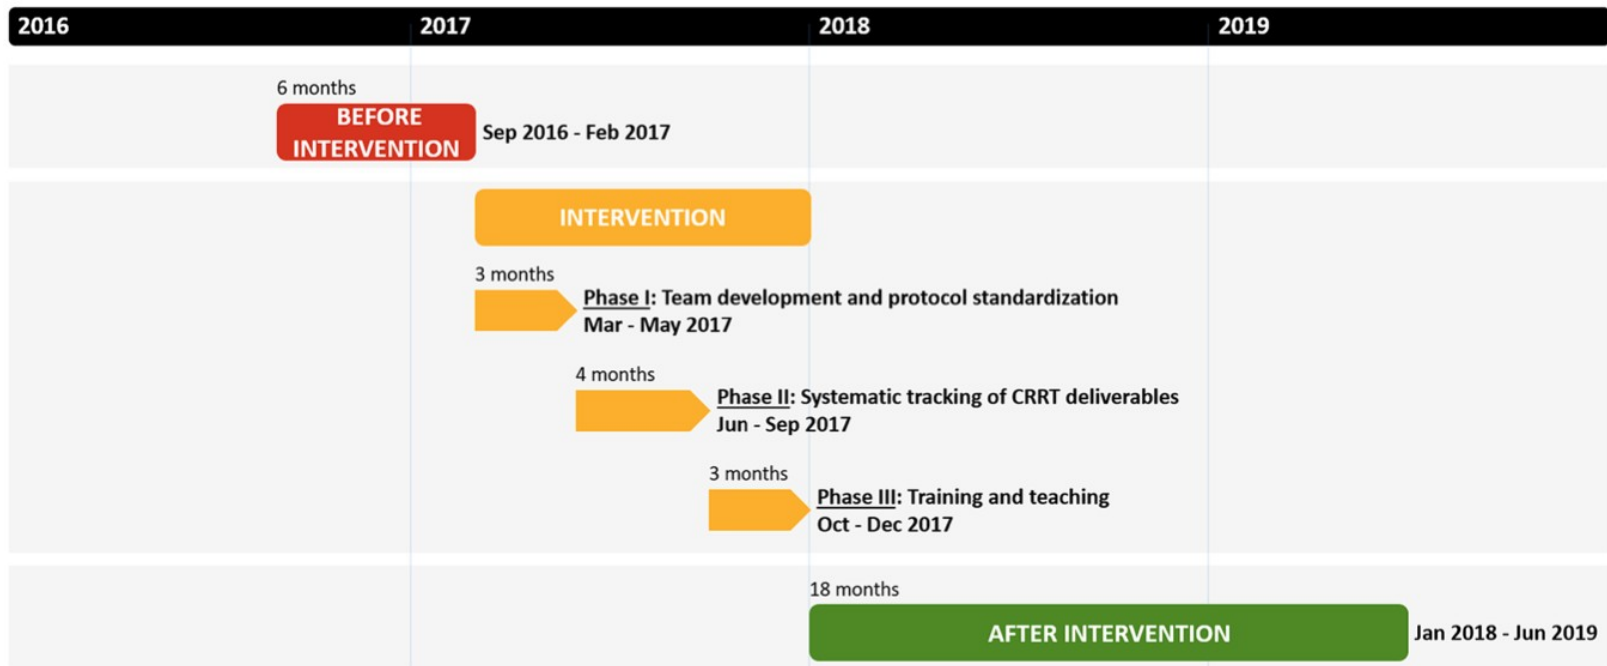 2016 2017 2018 2019
6 months
BEFORE
INTERVENTION
Sep 2016 - Feb 2017
INTERVENTION
3 months
Phase I: Team development and protocol standardization
Mar - May 2017
4 months
Phase II: Systematic tracking of CRRT deliverables
Jun - Sep 2017
3 months
Phase III: Training and teaching
Oct - Dec 2017
18 months
AFTER INTERVENTION
Jan 2018 - Jun 2019